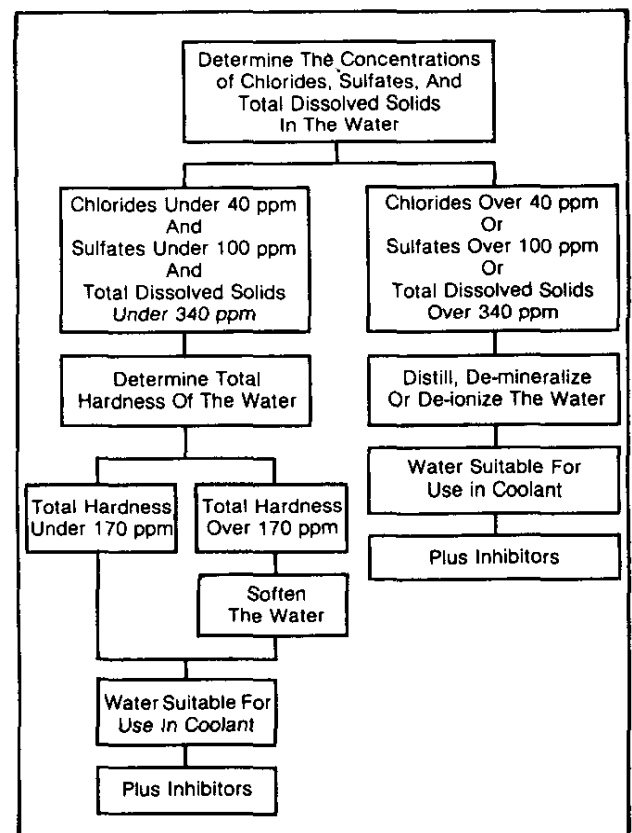 Determine The Concentrations
of Chlorides, Sulfates, And
Total Dissolved Solids
In The Water
Chlorides Under 40 ppm
And
Sulfates Under 100 ppm
And
Total Dissolved Solids
Under 340 ppm
Chlorides Over 40 ppm
Or
Sulfates Over 100 ppm
Or
Total Dissolved Solids
Over 340 ppm
Determine Total
Hardness Of The Water
Distill, De-mineralize
Or De-ionize The Water
Water Suitable For
Use in Coolant
Plus Inhibitors
Total Hardness
Under 170 ppm
Total Hardness
Over 170 ppm
Soften
The Water
Water Suitable For
Use In Coolant
Plus Inhibitors